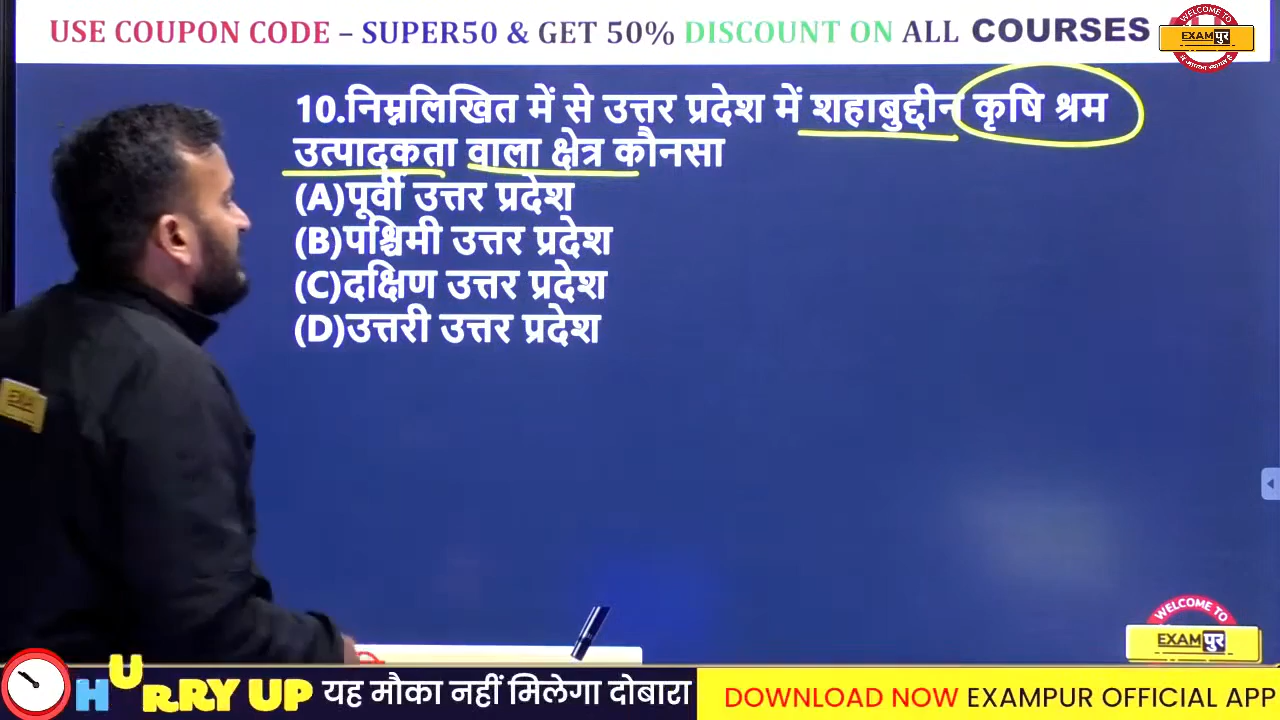 USE COUPON CODE – SUPER50 & GET 50% DISCOUNT ON ALL COURSES
WELCOME TO
EXAMपुर
10.निम्नलिखित में से उत्तर प्रदेश में शहाबुद्दीन कृषि श्रम
उत्पादकता वाला क्षेत्र कौनसा
(A)पूर्वी उत्तर प्रदेश
(B)पश्चिमी उत्तर प्रदेश
(C)दक्षिण उत्तर प्रदेश
(D)उत्तरी उत्तर प्रदेश
WELCOME TO
EXAMपुर
HURRY UP यह मौका नहीं मिलेगा दोबारा
DOWNLOAD NOW EXAMPUR OFFICIAL APP